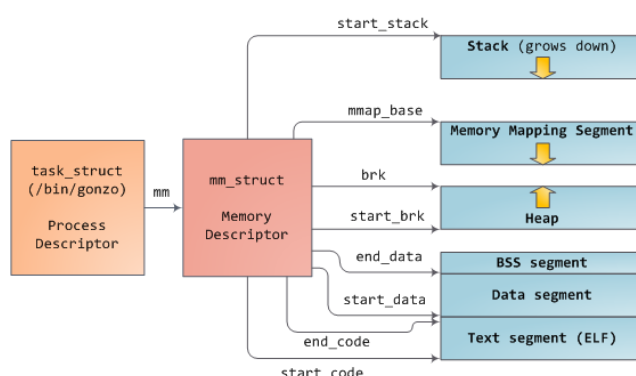 start_stack
Stack (grows down)
mmap_base
Memory Mapping Segment
task_struct
(/bin/gonzo)
Process
Descriptor
mm
mm_struct
Memory
Descriptor
brk
start_brk
Heap
end_data
BSS segment
start_data
Data segment
end_code
Text segment (ELF)
start_code